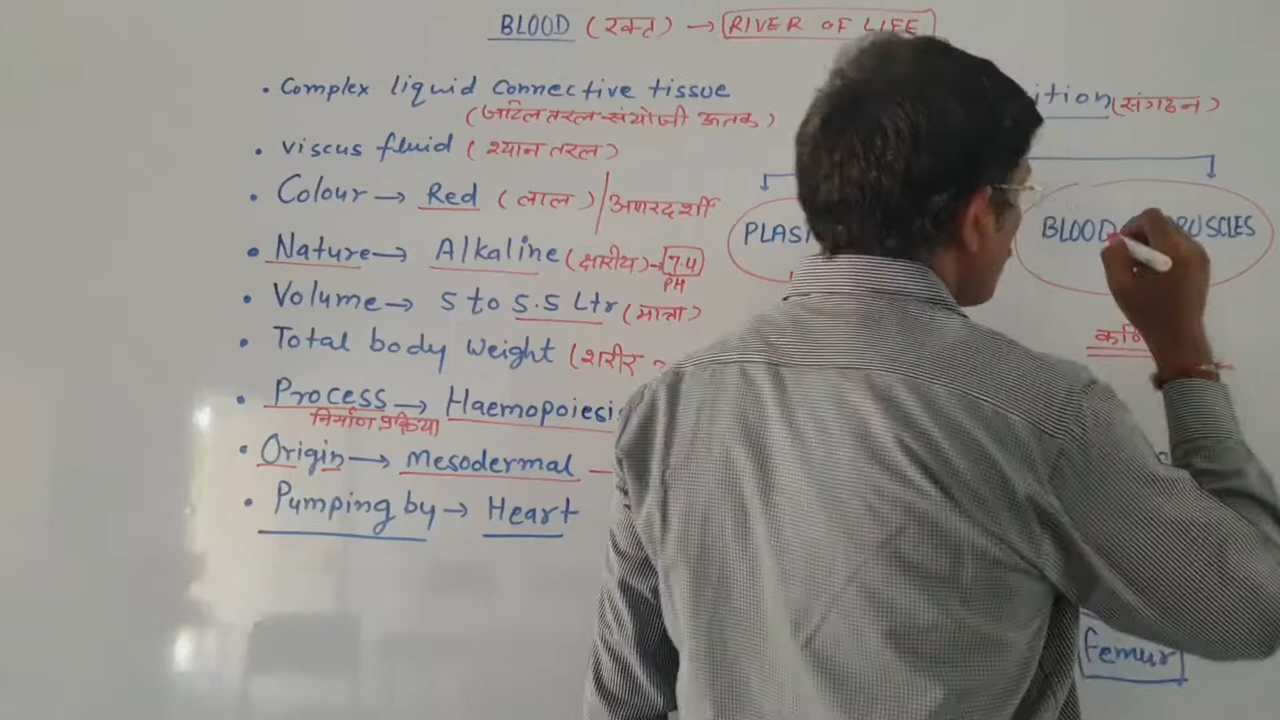 BLOOD (रक्त) → RIVER OF LIFE
• Complex liquid connective tissue
(जटिल तरल संयोजी ऊतक)
• viscus fluid (श्यान तरल)
• Colour → Red (लाल) / अपारदर्शी
• Nature → Alkaline (क्षारीय) → 7.4
PH
• Volume → 5 to 5.5 Ltr (मात्रा)
• Total body weight (शरीर
• Process → Haemopoiesi
निर्माण प्रक्रिया
• Origin → Mesodermal
• Pumping by → Heart
ition (संगठन)
PLAS
BLOOD PUSCLES
femur